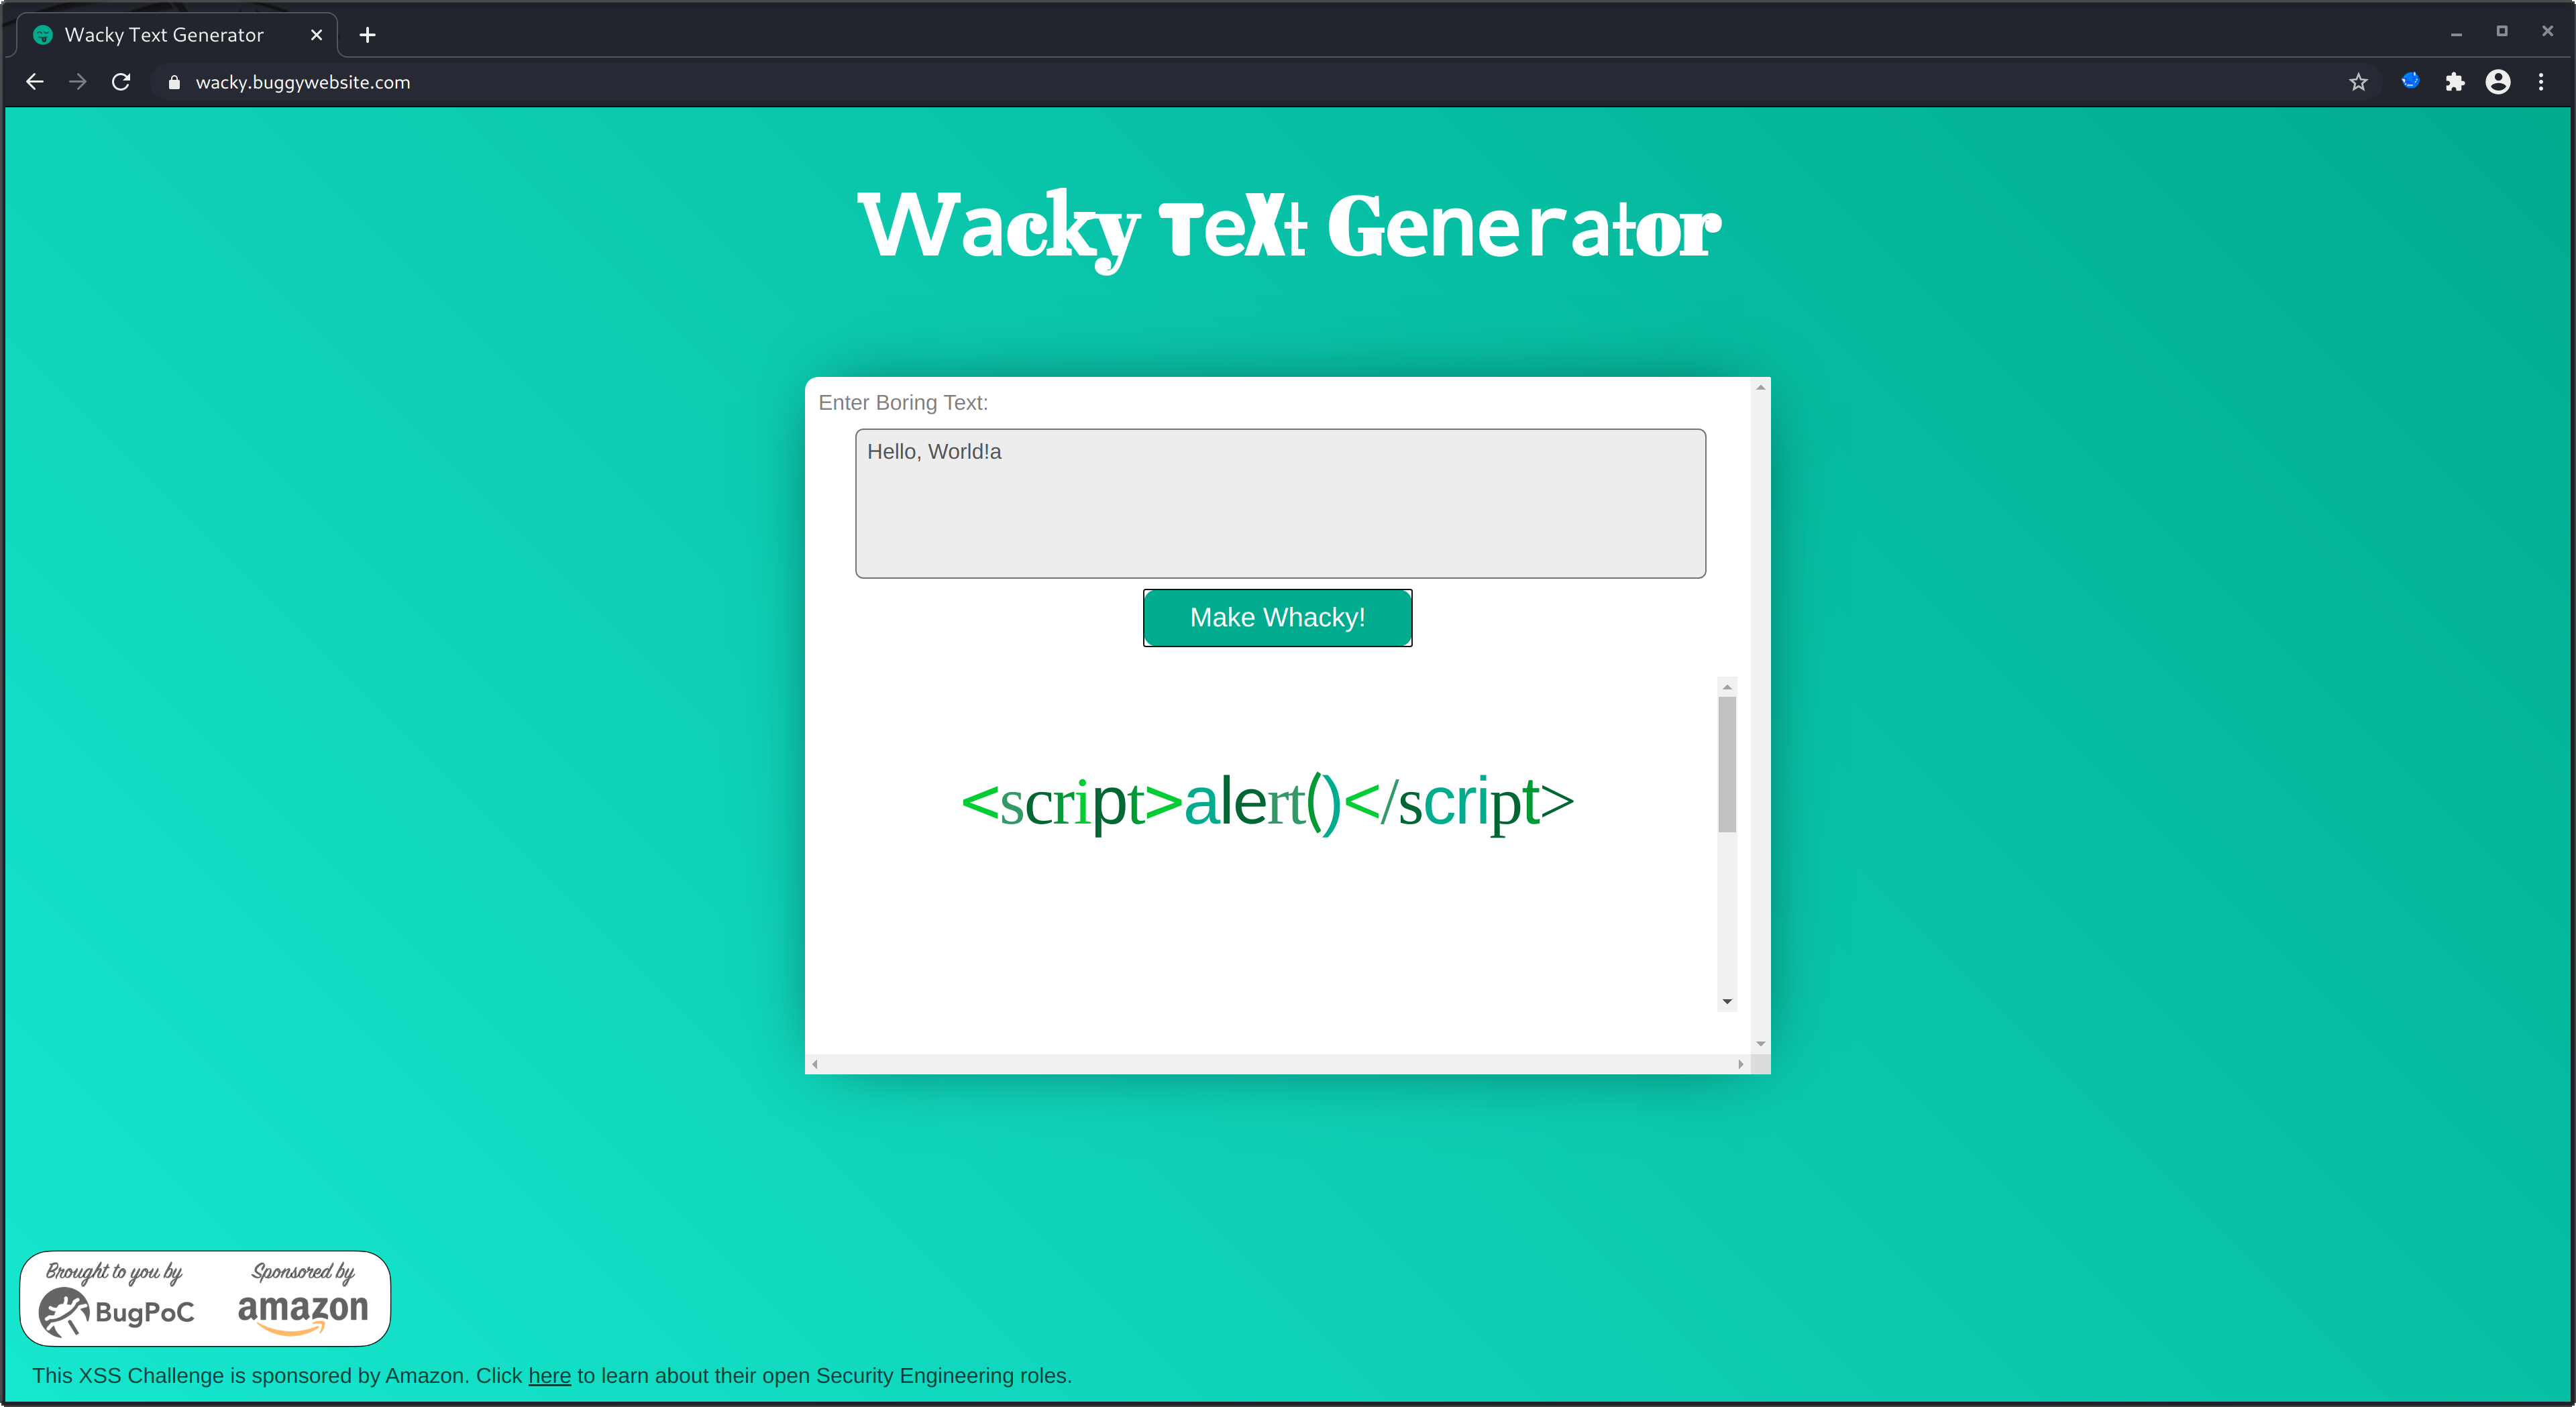 Wacky Text Generator
wacky.buggywebsite.com
Wacky TeXt Generator
Enter Boring Text:
Hello, World!a
Make Whacky!
<script>alert()</script>
Brought to you by
Sponsored by
BugPoC
amazon
This XSS Challenge is sponsored by Amazon. Click here to learn about their open Security Engineering roles.